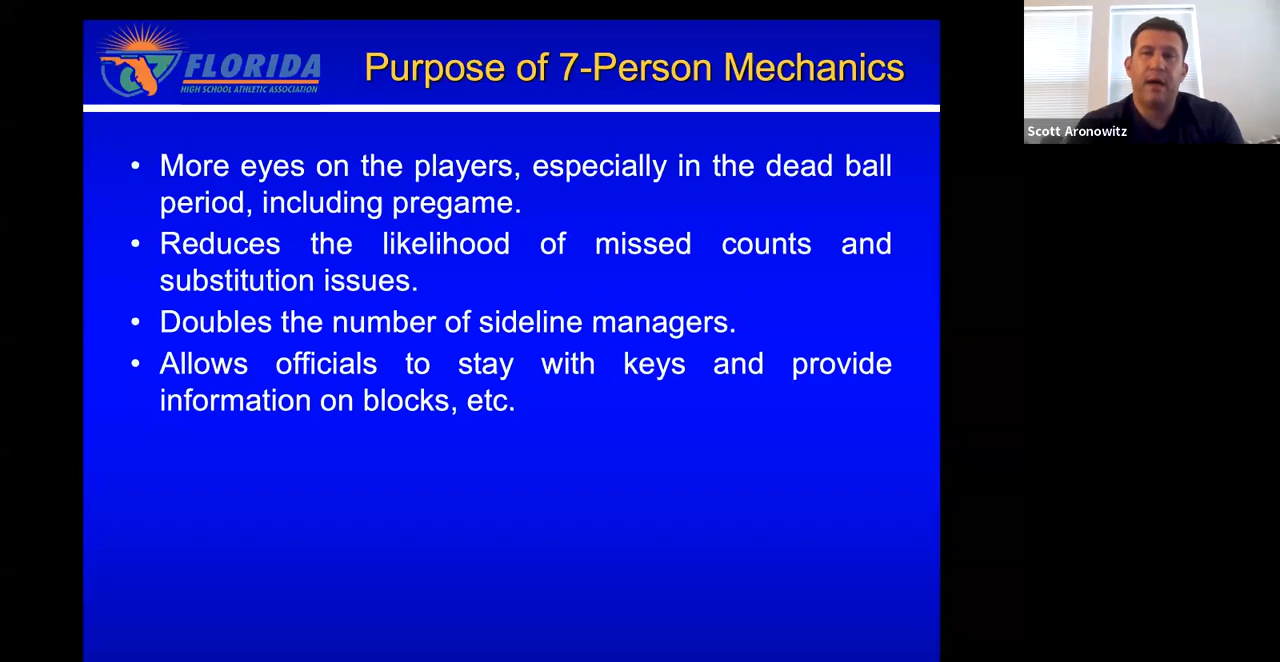 FLORIDA
HIGH SCHOOL ATHLETIC ASSOCIATION
Purpose of 7-Person Mechanics
• More eyes on the players, especially in the dead ball
period, including pregame.
• Reduces the likelihood of missed counts and
substitution issues.
• Doubles the number of sideline managers.
• Allows officials to stay with keys and provide
information on blocks, etc.
Scott Aronowitz